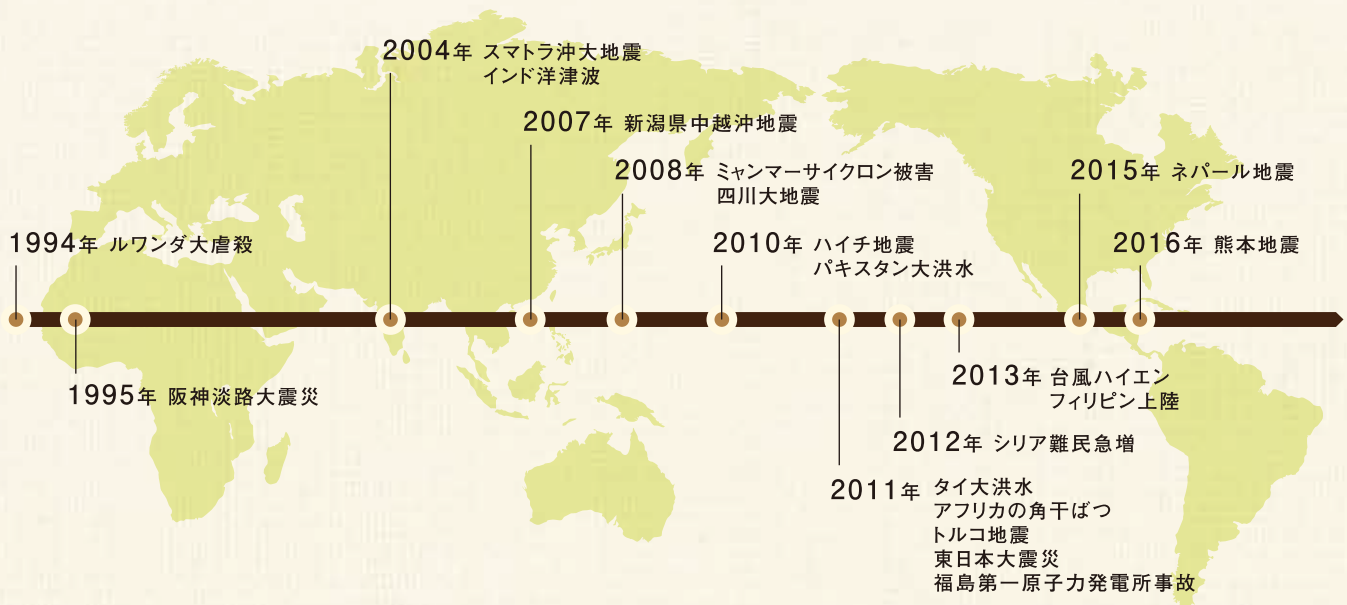 1994年 ルワンダ大虐殺
1995年 阪神淡路大震災
2004年 スマトラ沖大地震
インド洋津波
2007年 新潟県中越沖地震
2008年 ミャンマーサイクロン被害
四川大地震
2010年 ハイチ地震
パキスタン大洪水
2011年 タイ大洪水
アフリカの角干ばつ
トルコ地震
東日本大震災
福島第一原子力発電所事故
2012年 シリア難民急増
2013年 台風ハイエン
フィリピン上陸
2015年 ネパール地震
2016年 熊本地震